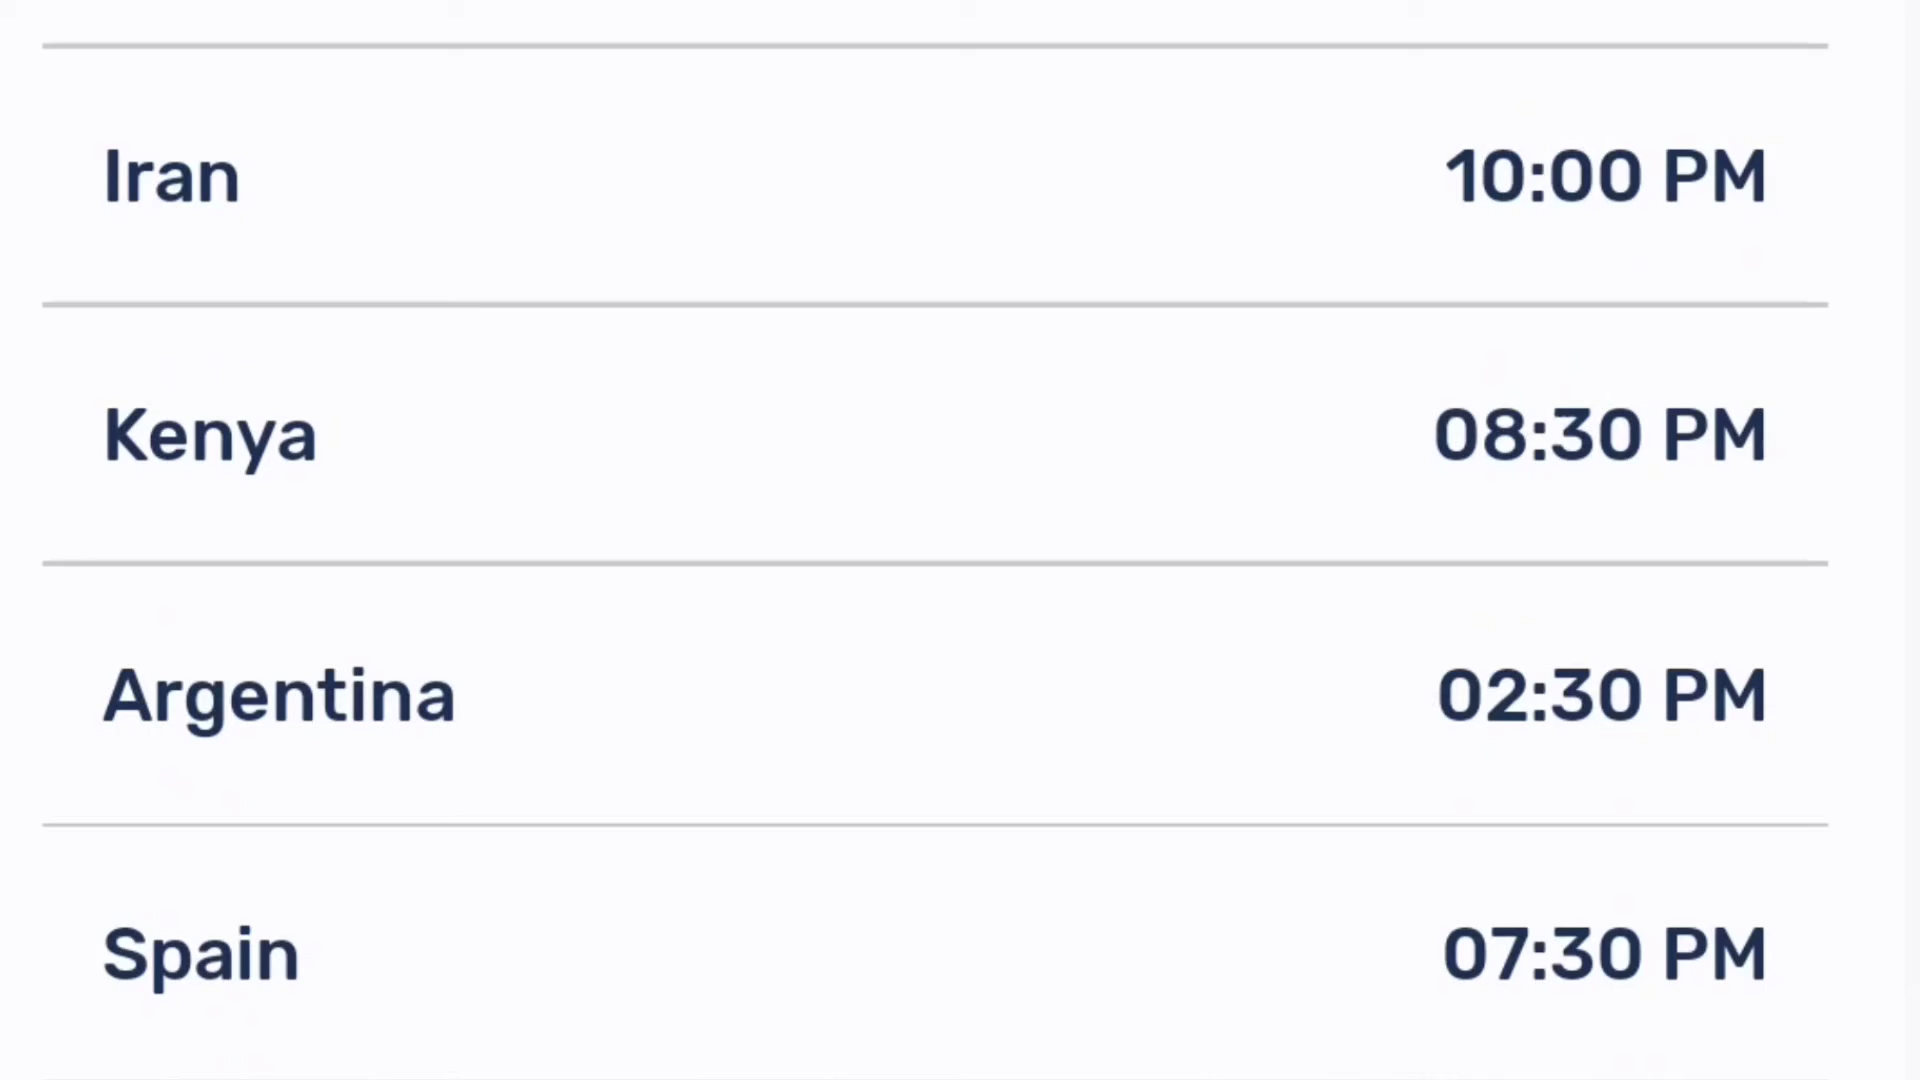 Iran 10:00 PM
Kenya 08:30 PM
Argentina 02:30 PM
Spain 07:30 PM